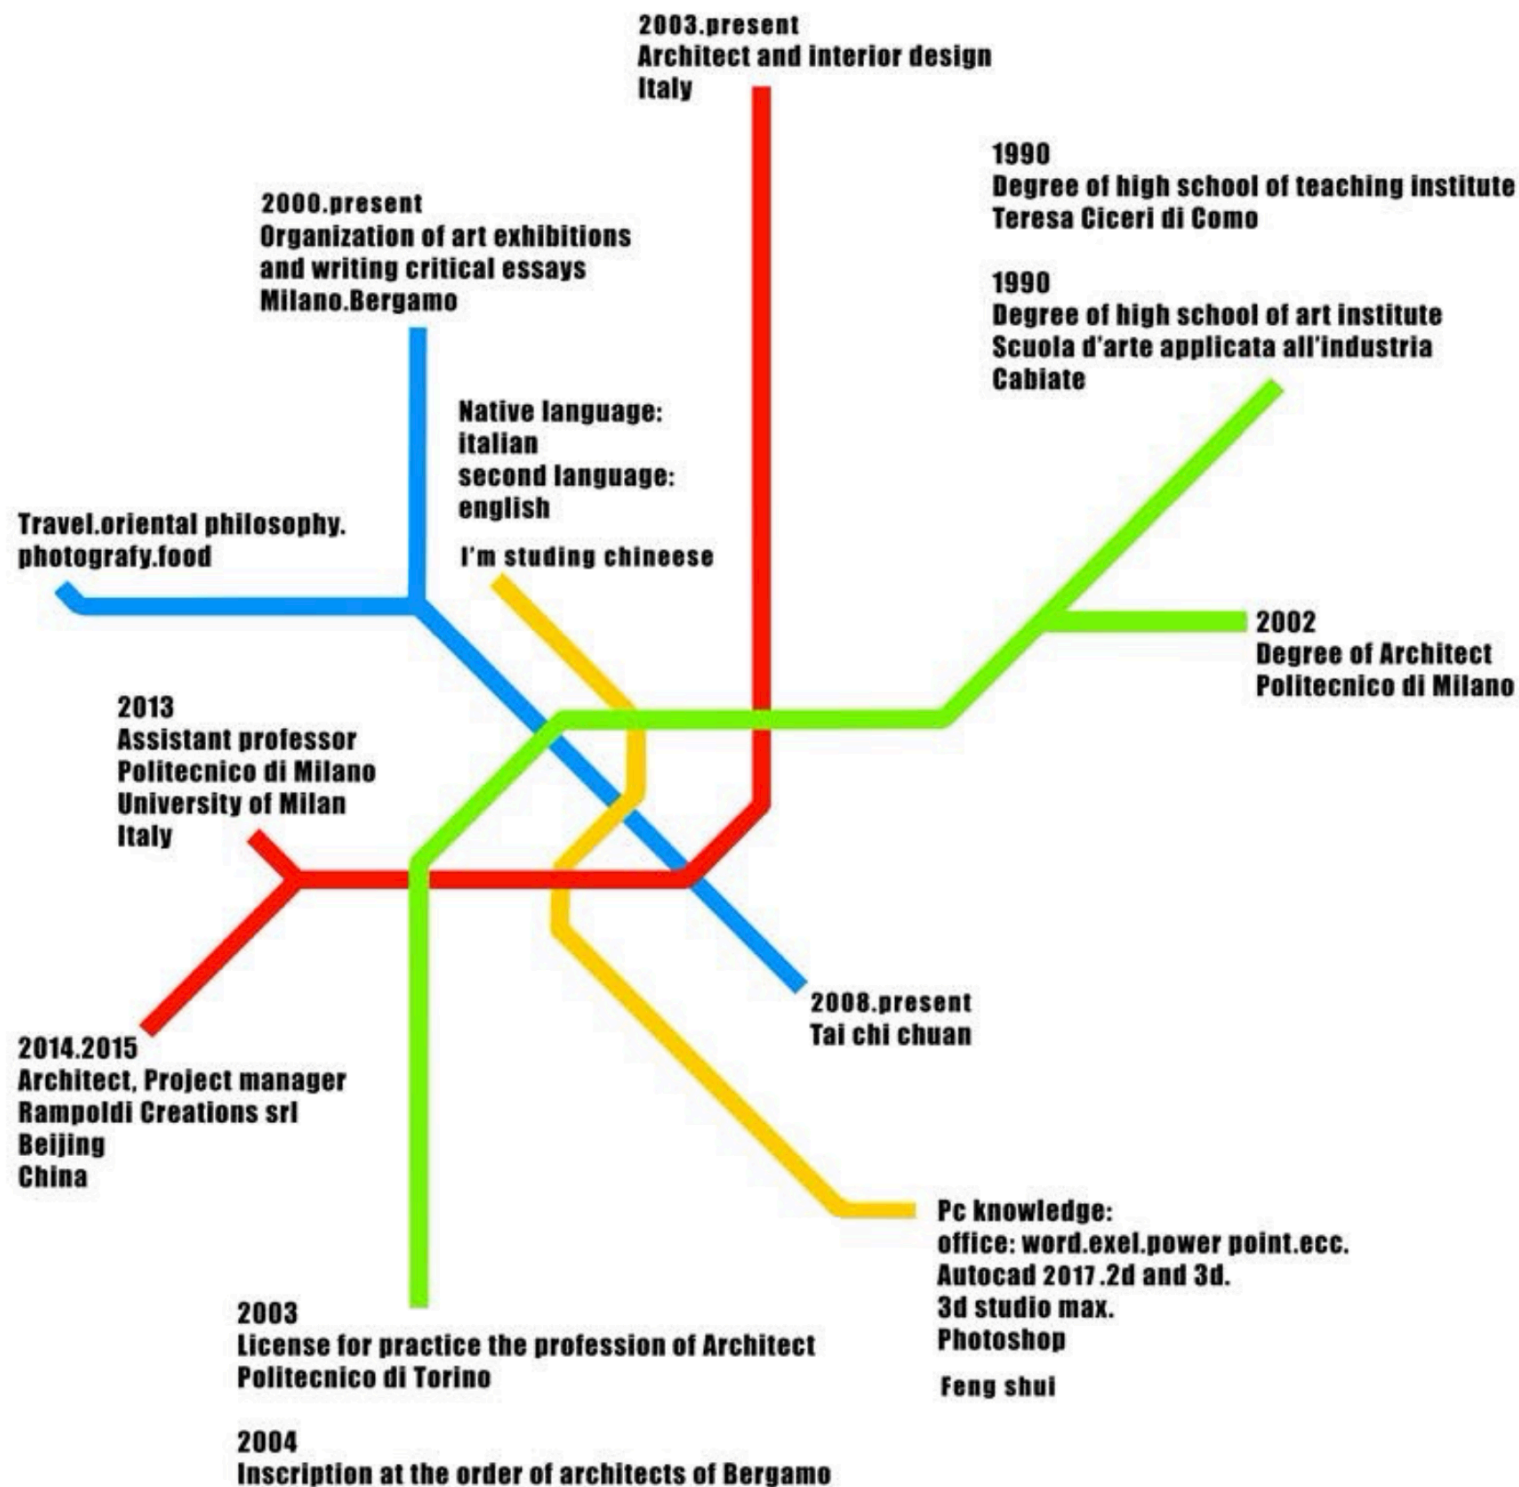 2003.present
Architect and interior design
Italy
1990
Degree of high school of teaching institute
Teresa Ciceri di Como
2000.present
Organization of art exhibitions
and writing critical essays
Milano.Bergamo
1990
Degree of high school of art institute
Scuola d'arte applicata all'industria
Cabiate
Native language:
italian
second language:
english
I'm studing chineese
Travel.oriental philosophy.
photografy.food
2002
Degree of Architect
Politecnico di Milano
2013
Assistant professor
Politecnico di Milano
University of Milan
Italy
2008.present
Tai chi chuan
2014.2015
Architect, Project manager
Rampoldi Creations srl
Beijing
China
Pc knowledge:
office: word.exel.power point.ecc.
Autocad 2017.2d and 3d.
3d studio max.
Photoshop
Feng shui
2003
License for practice the profession of Architect
Politecnico di Torino
2004
Inscription at the order of architects of Bergamo